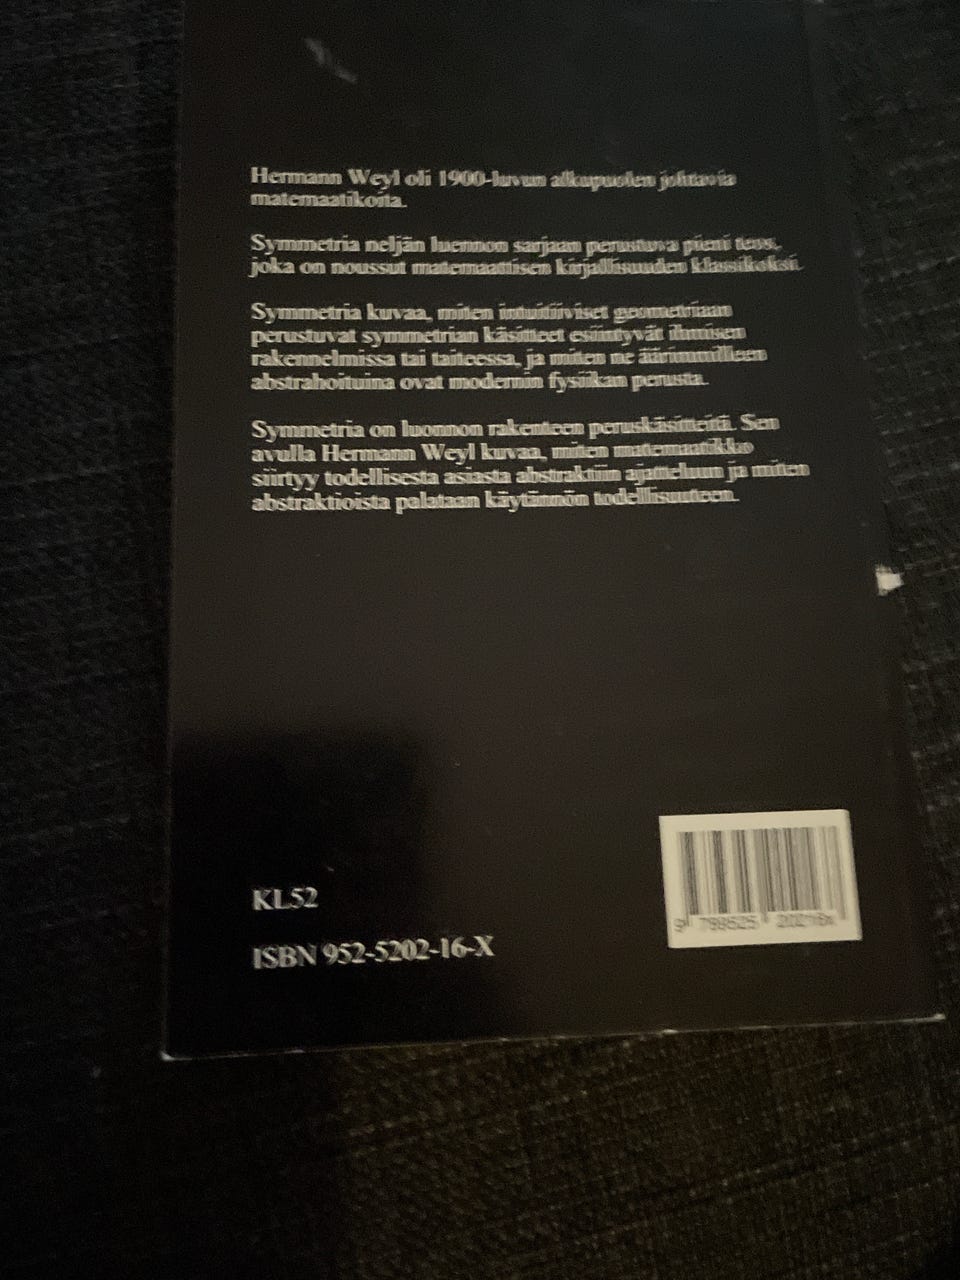 Hermann Weyl oli 1900-luvun alkupuolen johtavia
matemaatikoita.
Symmetria neljän luennon sarjaan perustuva pieni teos,
joka on noussut matemaattisen kirjallisuuden klassikoksi.
Symmetria kuvaa, miten intuitiiviset geometriaan
perustuvat symmetrian käsitteet esiintyvät ihmisen
rakennelmissa tai taiteessa, ja miten ne äärimmilleen
abstrahoituina ovat modernin fysiikan perusta.
Symmetria on luonnon rakenteen peruskäsitteitä. Sen
avulla Hermann Weyl kuvaa, miten matemaatikko
siirtyy todellisesta asiasta abstraktiin ajatteluun ja miten
abstraktioista palataan käytännön todellisuuteen.
KL52
ISBN 952-5202-16-X